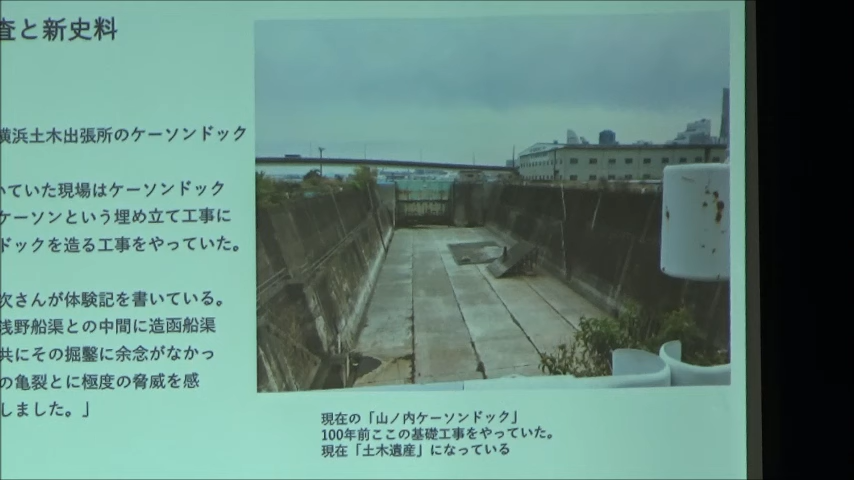 査と新史料
横浜土木出張所のケーソンドック
いていた現場はケーソンドック
ケーソンという埋め立て工事に
ドックを造る工事をやっていた。
次さんが体験記を書いている。
浅野船渠との中間に造函船渠
共にその掘鑿に余念がなかっ
の亀裂とに極度の脅威を感
しました。」
現在の「山ノ内ケーソンドック」
100年前ここの基礎工事をやっていた。
現在「土木遺産」になっている